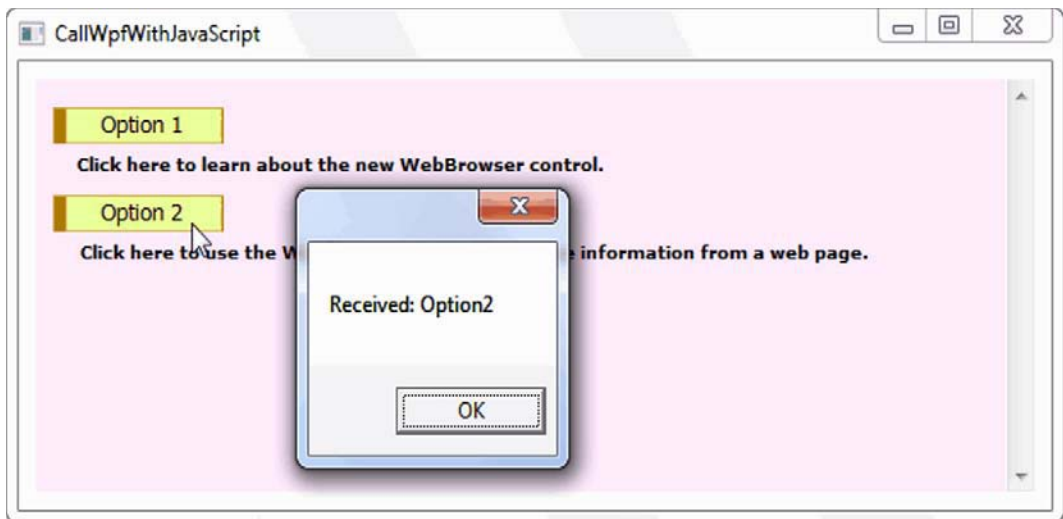 CallWpfWithJavaScript
Option 1
Click here to learn about the new WebBrowser control.
Option 2
Click here to use the information from a web page.
Received: Option2
OK